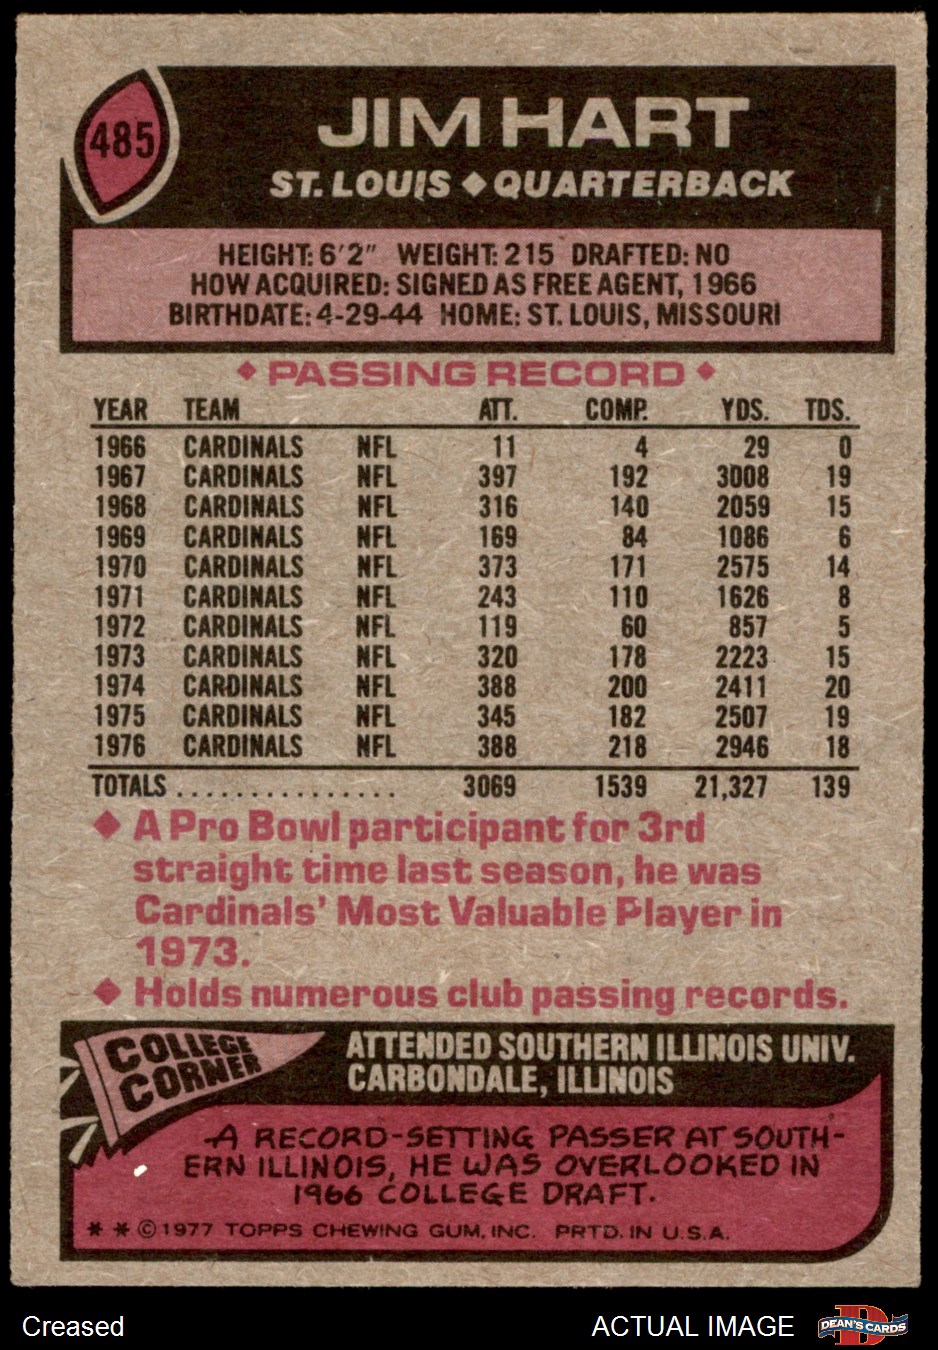 485
JIM HART
ST. LOUIS ◆ QUARTERBACK
HEIGHT: 6'2" WEIGHT: 215 DRAFTED: NO
HOW ACQUIRED: SIGNED AS FREE AGENT, 1966
BIRTHDATE: 4-29-44 HOME: ST. LOUIS, MISSOURI
◆ PASSING RECORD ◆
YEAR TEAM ATT. COMP. YDS. TDS.
1966 CARDINALS NFL 11 4 29 0
1967 CARDINALS NFL 397 192 3008 19
1968 CARDINALS NFL 316 140 2059 15
1969 CARDINALS NFL 169 84 1086 6
1970 CARDINALS NFL 373 171 2575 14
1971 CARDINALS NFL 243 110 1626 8
1972 CARDINALS NFL 119 60 857 5
1973 CARDINALS NFL 320 178 2223 15
1974 CARDINALS NFL 388 200 2411 20
1975 CARDINALS NFL 345 182 2507 19
1976 CARDINALS NFL 388 218 2946 18
TOTALS ............... 3069 1539 21,327 139
◆ A Pro Bowl participant for 3rd
straight time last season, he was
Cardinals' Most Valuable Player in
1973.
◆ Holds numerous club passing records.
COLLEGE
CORNER
ATTENDED SOUTHERN ILLINOIS UNIV.
CARBONDALE, ILLINOIS
A RECORD-SETTING PASSER AT SOUTH-
ERN ILLINOIS, HE WAS OVERLOOKED IN
1966 COLLEGE DRAFT.
* * © 1977 TOPPS CHEWING GUM, INC. PRTD. IN U.S.A.
Creased
ACTUAL IMAGE
D
DEAN'S CARDS